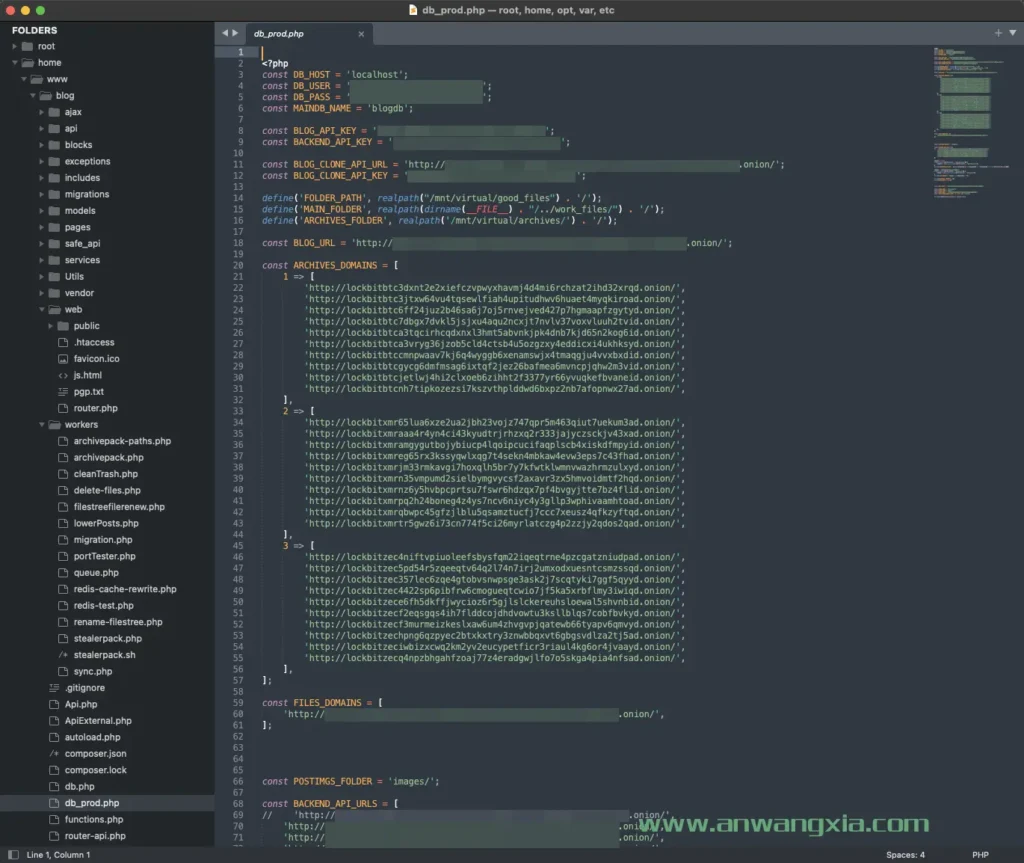 db_prod.php — root, home, opt, var, etc
FOLDERS
root
home
www
blog
ajax
api
blocks
exceptions
includes
migrations
models
pages
safe_api
services
Utils
vendor
web
public
.htaccess
favicon.ico
js.html
pgp.txt
router.php
workers
archivepack-paths.php
archivepack.php
cleanTrash.php
delete-files.php
filestreefilerenew.php
lowerPosts.php
migration.php
portTester.php
queue.php
redis-cache-rewrite.php
redis-test.php
rename-filestree.php
stealerpack.php
stealerpack.sh
sync.php
.gitignore
Api.php
ApiExternal.php
autoload.php
composer.json
composer.lock
db.php
db_prod.php
functions.php
router-api.php
db_prod.php
1
2 <?php
3 const DB_HOST = 'localhost';
4 const DB_USER = ' ';
5 const DB_PASS = ' ';
6 const MAINDB_NAME = 'blogdb';
7
8 const BLOG_API_KEY = ' ';
9 const BACKEND_API_KEY = ' ';
10
11 const BLOG_CLONE_API_URL = 'http:// .onion/';
12 const BLOG_CLONE_API_KEY = ' ';
13
14 define('FOLDER_PATH', realpath("/mnt/virtual/good_files") . '/');
15 define('MAIN_FOLDER', realpath(dirname(__FILE__) . "/../work_files/") . '/');
16 define('ARCHIVES_FOLDER', realpath('/mnt/virtual/archives/') . '/');
17
18 const BLOG_URL = 'http:// .onion/';
19
20 const ARCHIVES_DOMAINS = [
21 1 => [
22 'http://lockbitbtc3dxnt2e2xiefczvpwyxhavmj4d4mi6rchzat2ihd32xrqd.onion/',
23 'http://lockbitbtc3jtxw64vu4tqsewlfiah4upitudhwv6huaet4myqkiroad.onion/',
24 'http://lockbitbtc6ff24juz2b46sa6j7oj5rnvejved427p7hgmaapfzgytyd.onion/',
25 'http://lockbitbtc7dbgx7dvkl5jsjxu4aqu2ncxjt7nvlv37voxvluuh2tvid.onion/',
26 'http://lockbitbtca3tqcirhcqdxnxl3hmt5abvnkjpk4dnb7kjd65n2kog6iid.onion/',
27 'http://lockbitbtca3vryg36jzob5cld4ctsb4u5ozgzxy4eddicxi4ukhksyd.onion/',
28 'http://lockbitbtccmnpwaav7kj6q4wyggb6xenamswjx4tmaqgju4vvxbxdid.onion/',
29 'http://lockbitbtcgycg6dmfmsag6ixtqf2jez26bafmea6mvncpjqhw2m3vid.onion/',
30 'http://lockbitbtcjetlwj4hi2clxoeb6zihht2f3377yr66yvuqkefbvaneid.onion/',
31 'http://lockbitbtcnh7tipkozezsi7kszvthplddwd6bxpz2nb7afopnwx27ad.onion/',
32 ],
33 2 => [
34 'http://lockbitxmr65lua6xze2ua2jbh23vojz747qpr5m463qiut7uekum3ad.onion/',
35 'http://lockbitxmraaa4r4yn4ci43kyudtrjrhzxq2r333jajyczsckjv43xad.onion/',
36 'http://lockbitxmramgygutbojybiucp4lqoipcucifaqplscb4xiskdfmpyid.onion/',
37 'http://lockbitxmreg65rx3kssyqwlxqg7t4sekn4mbkaw4evw3eps7c43fhad.onion/',
38 'http://lockbitxmrjm33rmkavgi7hoxqlh5br7y7kfwtklwmnvwazhrmzulxyd.onion/',
39 'http://lockbitxmrn35vmpumd2sielbymgvycsf2axavr3zx5hmvoidmtf2hqd.onion/',
40 'http://lockbitxmrnz6y5hvbpcprtsu7fswr6hdzqx7pf4bvgyjtte7bz4flid.onion/',
41 'http://lockbitxmrpq2h24boneg4z4ys7ncv6niyc4y3gllp3wphivaamhtoad.onion/',
42 'http://lockbitxmrqbwpc45gfzjlblu5qsamztucfj7ccc7xeusz4qfkzyftqd.onion/',
43 'http://lockbitxmrtr5gwz6i73cn774f5ci26myrlatczg4p2zzjy2qdos2qad.onion/',
44 ],
45 3 => [
46 'http://lockbitzec4niftvpiuoleefsbysfqm22iqeqtrne4pzcgatzniudpad.onion/',
47 'http://lockbitzec5pd54r5zqeeqtv64q2l74n7irj2umxodxuesntcsmzssqd.onion/',
48 'http://lockbitzec357lec6zqe4gtobvsnwpsge3ask2j7scqtyki7ggf5qyyd.onion/',
49 'http://lockbitzec4422sp6pibfrw6cmogueqtcwio7jf5ka5xrbflmy3iwiqd.onion/',
50 'http://lockbitzece6fh5dkffjwycioz6r5gjlslckereuhsloewal5shvnbid.onion/',
51 'http://lockbitzecf2eqsgqs4ih7flddcojdhdvowtu3ksllblqs7cobfbvkyd.onion/',
52 'http://lockbitzecf3murmeizkeslxaw6um4zhvgvpjqatewb66tyapv6qmvyd.onion/',
53 'http://lockbitzechpng6qzpyec2btxkxtry3znwbbqxvt6gbgsvdlza2tj5ad.onion/',
54 'http://lockbitzeciwbizxcwq2km2yv2eucypetficr3riaul4kg6or4jvaayd.onion/',
55 'http://lockbitzecq4npzbhgahfzoaj77z4eradgwjlfo7o5skga4pia4nfsad.onion/',
56 ],
57 ];
58
59 const FILES_DOMAINS = [
60 'http:// .onion/',
61 ];
62
63
64
65
66 const POSTIMGS_FOLDER = 'images/';
67
68 const BACKEND_API_URLS = [
69 // 'http:// .onion/',
70 'http:// .onion/',
71 'http:// .onion/',
www.anwangxia.com
Line 1, Column 1
Spaces: 4
PHP